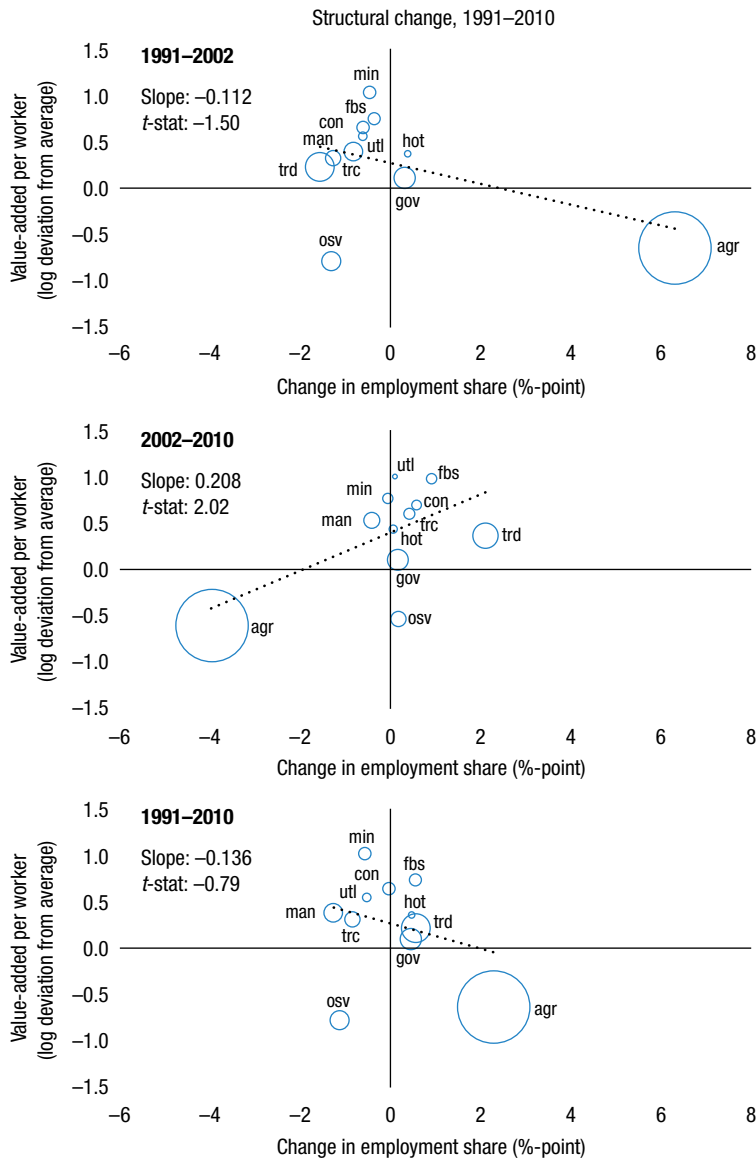 Structural change, 1991–2010
1991–2002
Slope: –0.112
t-stat: –1.50
Value-added per worker
(log deviation from average)
1.5
1.0
0.5
0.0
–0.5
–1.0
–1.5
min
fbs
con
man
utl
hot
trd
trc
gov
osv
agr
–6
–4
–2
0
2
4
6
8
Change in employment share (%-point)
2002–2010
Slope: 0.208
t-stat: 2.02
Value-added per worker
(log deviation from average)
1.5
1.0
0.5
0.0
–0.5
–1.0
–1.5
utl
fbs
min
con
man
trc
trd
hot
gov
osv
agr
–6
–4
–2
0
2
4
6
8
Change in employment share (%-point)
1991–2010
Slope: –0.136
t-stat: –0.79
Value-added per worker
(log deviation from average)
1.5
1.0
0.5
0.0
–0.5
–1.0
–1.5
min
con
fbs
utl
hot
man
trd
trc
gov
osv
agr
–6
–4
–2
0
2
4
6
8
Change in employment share (%-point)